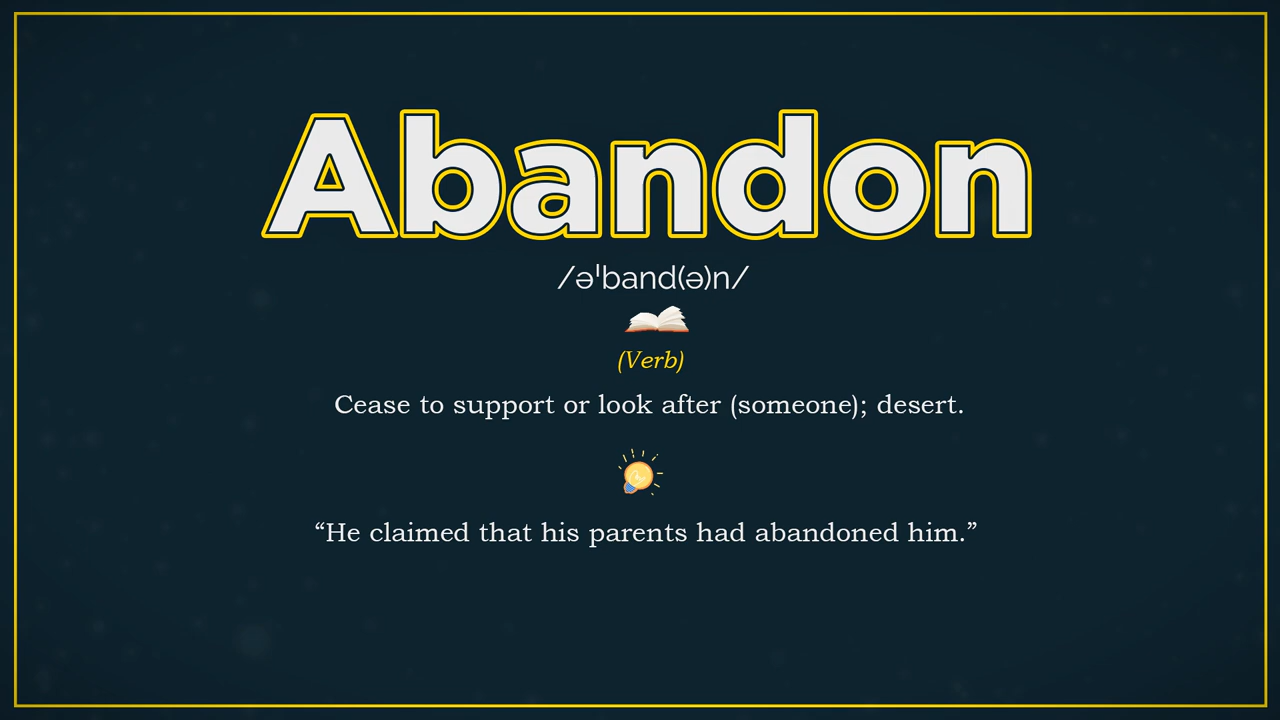 Abandon
/əˈband(ə)n/
(Verb)
Cease to support or look after (someone); desert.
“He claimed that his parents had abandoned him.”